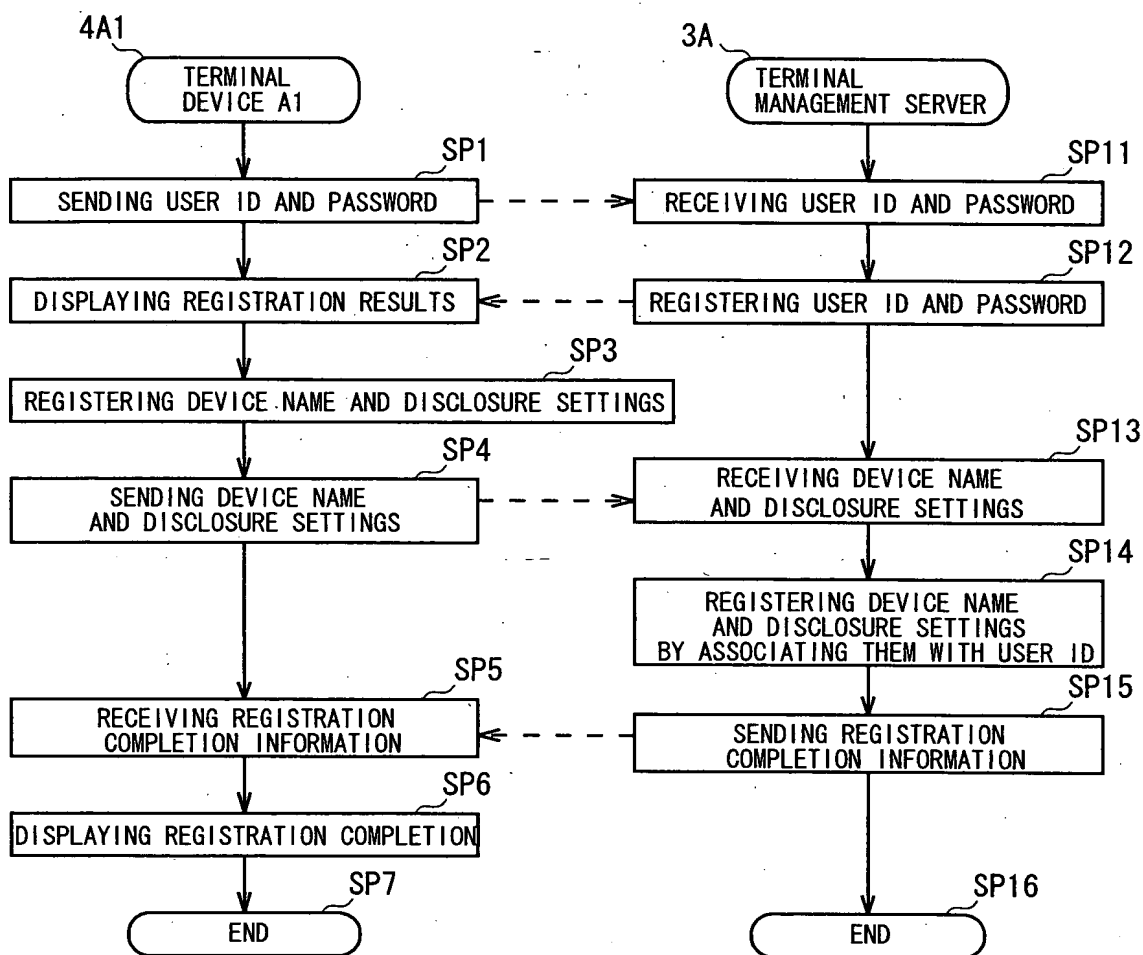 4A1
TERMINAL
DEVICE A1
3A
TERMINAL
MANAGEMENT SERVER
SP1
SENDING USER ID AND PASSWORD
SP11
RECEIVING USER ID AND PASSWORD
SP2
DISPLAYING REGISTRATION RESULTS
SP12
REGISTERING USER ID AND PASSWORD
SP3
REGISTERING DEVICE NAME AND DISCLOSURE SETTINGS
SP4
SENDING DEVICE NAME
AND DISCLOSURE SETTINGS
SP13
RECEIVING DEVICE NAME
AND DISCLOSURE SETTINGS
SP14
REGISTERING DEVICE NAME
AND DISCLOSURE SETTINGS
BY ASSOCIATING THEM WITH USER ID
SP5
RECEIVING REGISTRATION
COMPLETION INFORMATION
SP15
SENDING REGISTRATION
COMPLETION INFORMATION
SP6
DISPLAYING REGISTRATION COMPLETION
SP7
END
SP16
END